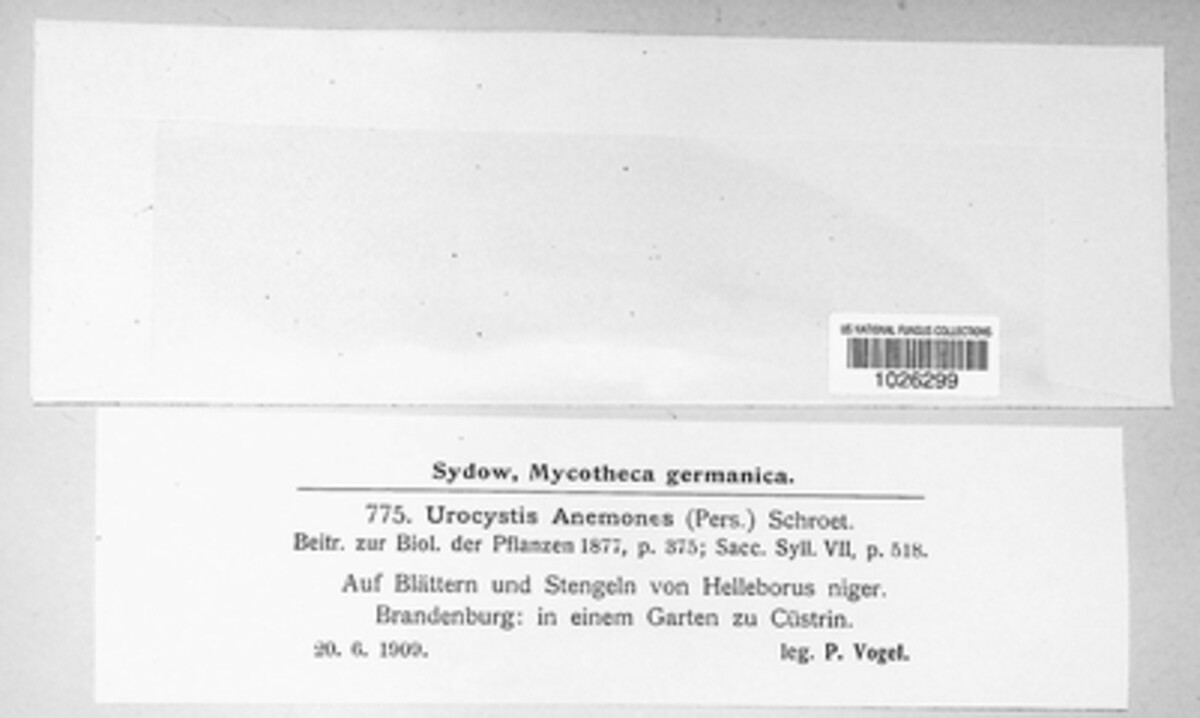 US NATIONAL FUNGUS COLLECTIONS
1026299
Sydow, Mycotheca germanica.
775. Urocystis Anemones (Pers.) Schroet.
Beitr. zur Biol. der Pflanzen 1877, p. 375; Sacc. Syll. VII, p. 518.
Auf Blättern und Stengeln von Helleborus niger.
Brandenburg: in einem Garten zu Cüstrin.
20. 6. 1909. leg. P. Vogel.